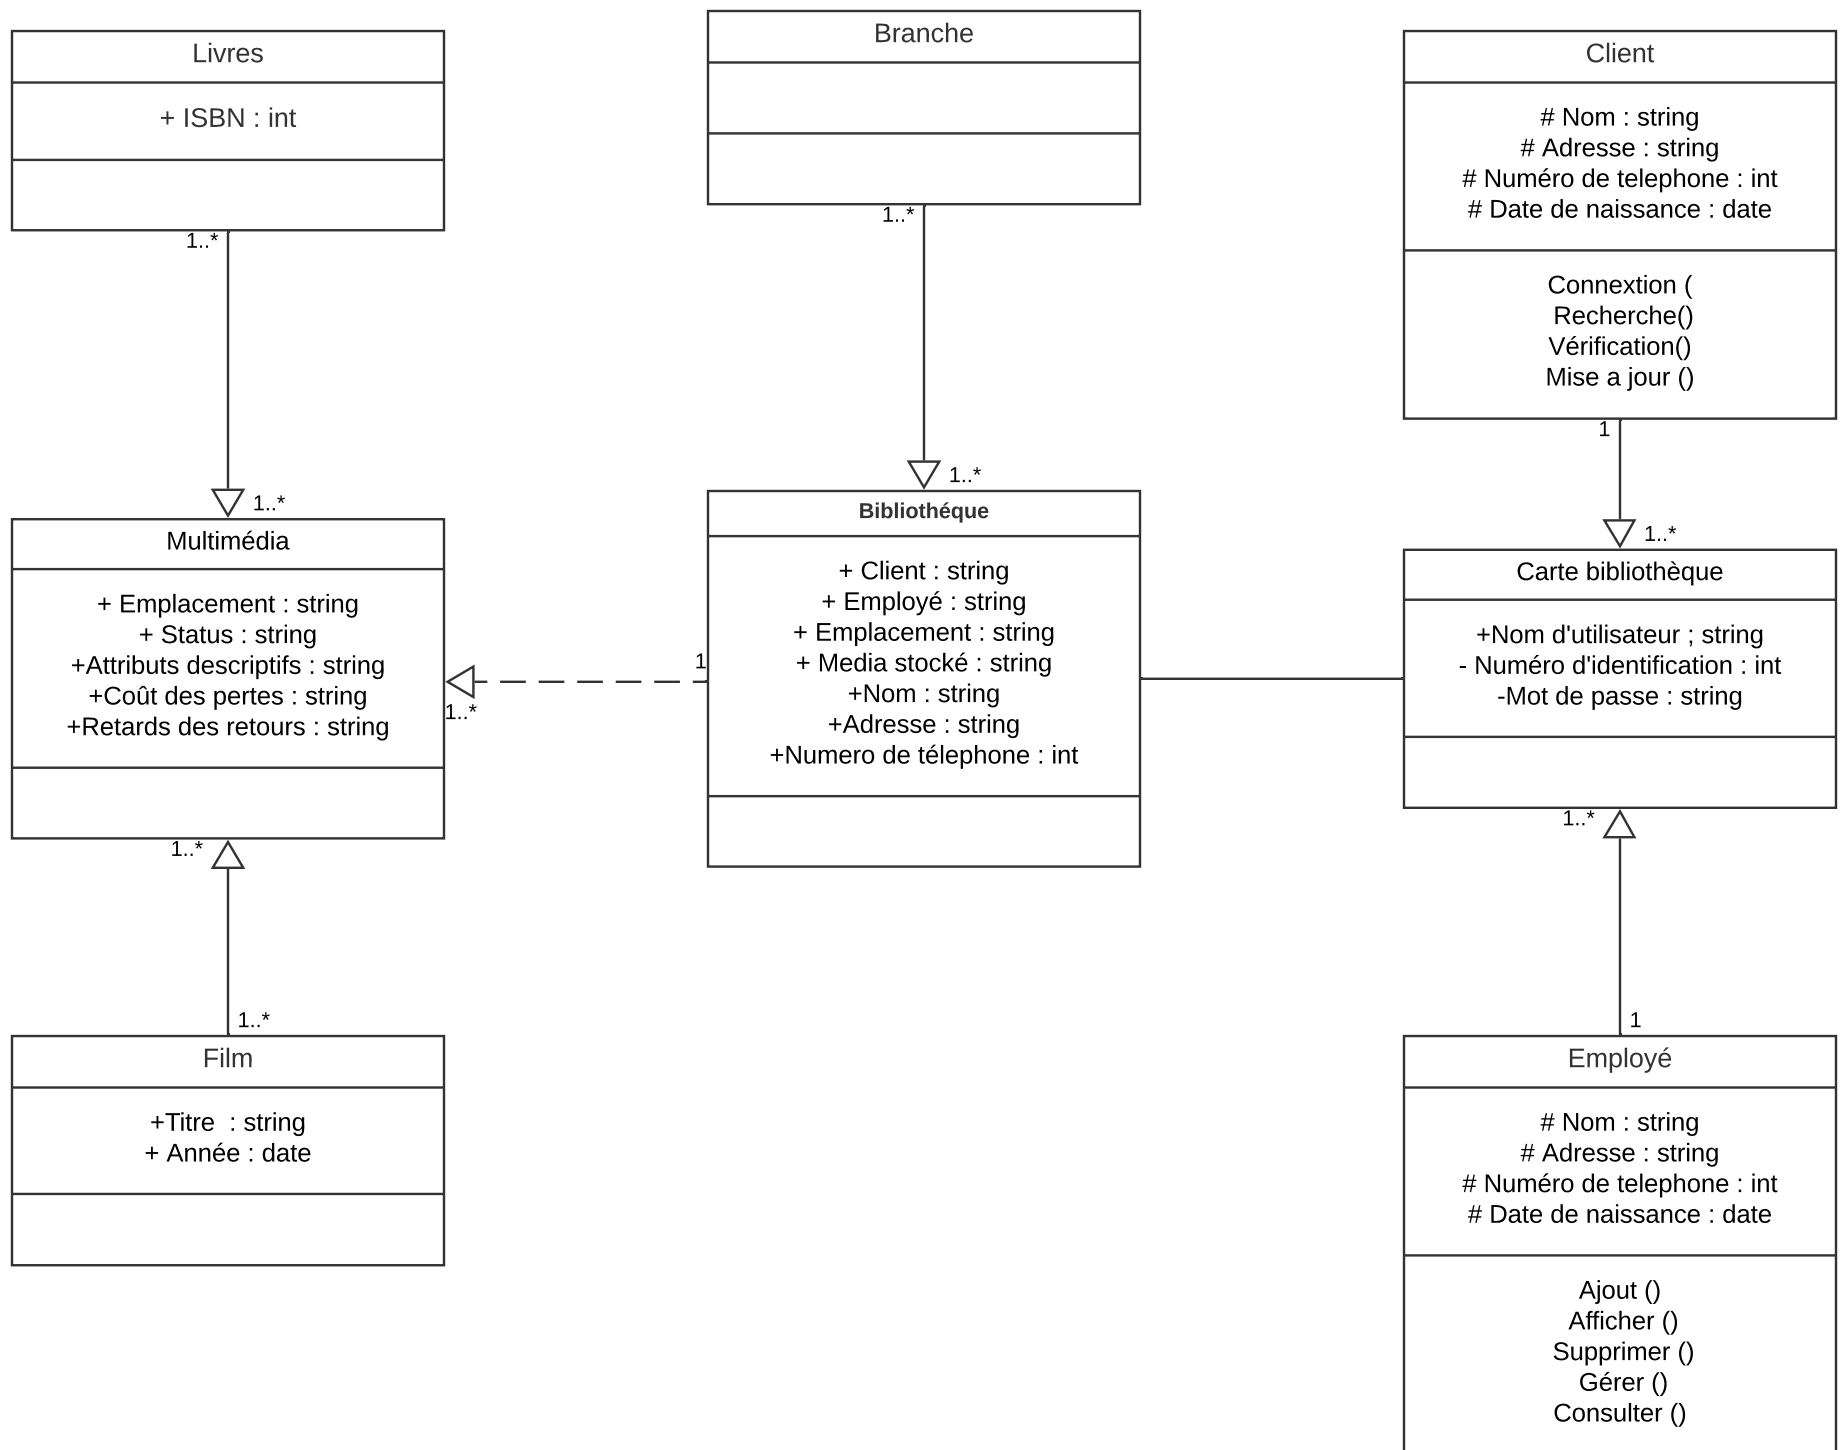 Livres
+ ISBN : int
1..*
1..*
Multimédia
+ Emplacement : string
+ Status : string
+Attributs descriptifs : string
+Coût des pertes : string
+Retards des retours : string
1..*
1..*
Film
+Titre  : string
+ Année : date
Branche
1..*
1..*
Bibliothéque
+ Client : string
+ Employé : string
+ Emplacement : string
+ Media stocké : string
+Nom : string
+Adresse : string
+Numero de télephone : int
1
1..*
Client
# Nom : string
# Adresse : string
# Numéro de telephone : int
# Date de naissance : date
Connextion (
Recherche()
Vérification()
Mise a jour ()
1
1..*
Carte bibliothèque
+Nom d'utilisateur ; string
- Numéro d'identification : int
-Mot de passe : string
1..*
1
Employé
# Nom : string
# Adresse : string
# Numéro de telephone : int
# Date de naissance : date
Ajout ()
Afficher ()
Supprimer ()
Gérer ()
Consulter ()